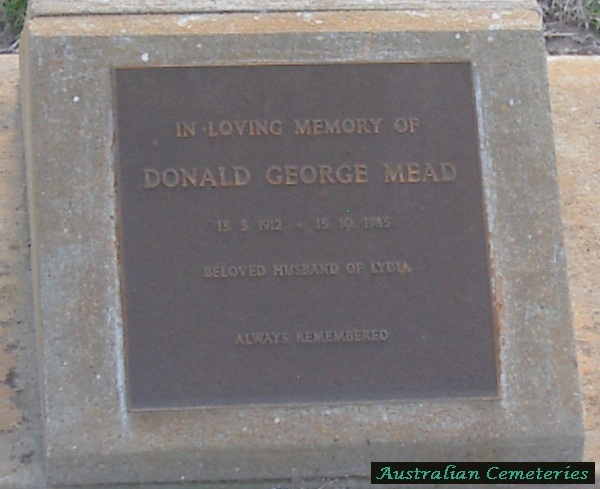 IN LOVING MEMORY OF
DONALD GEORGE MEAD
13. 5. 1912 - 15. 10. 1985
BELOVED HUSBAND OF LYDIA
ALWAYS REMEMBERED
Australian Cemeteries